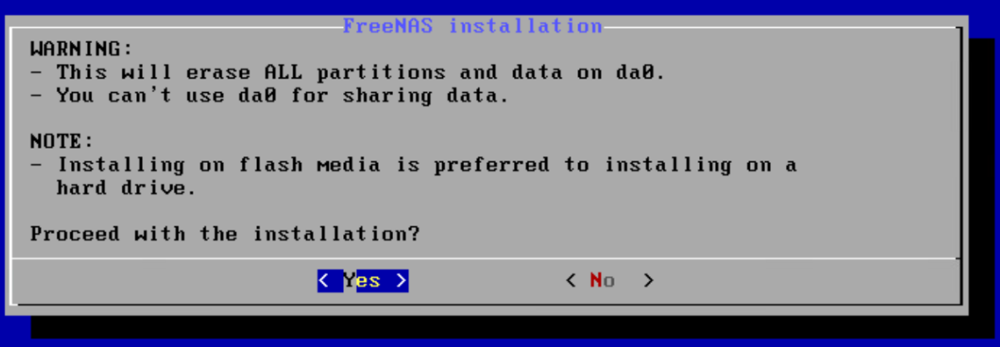 FreeNAS installation
WARNING:
- This will erase ALL partitions and data on da0.
- You can't use da0 for sharing data.
NOTE:
- Installing on flash media is preferred to installing on a
hard drive.
Proceed with the installation?
< Yes > < No >